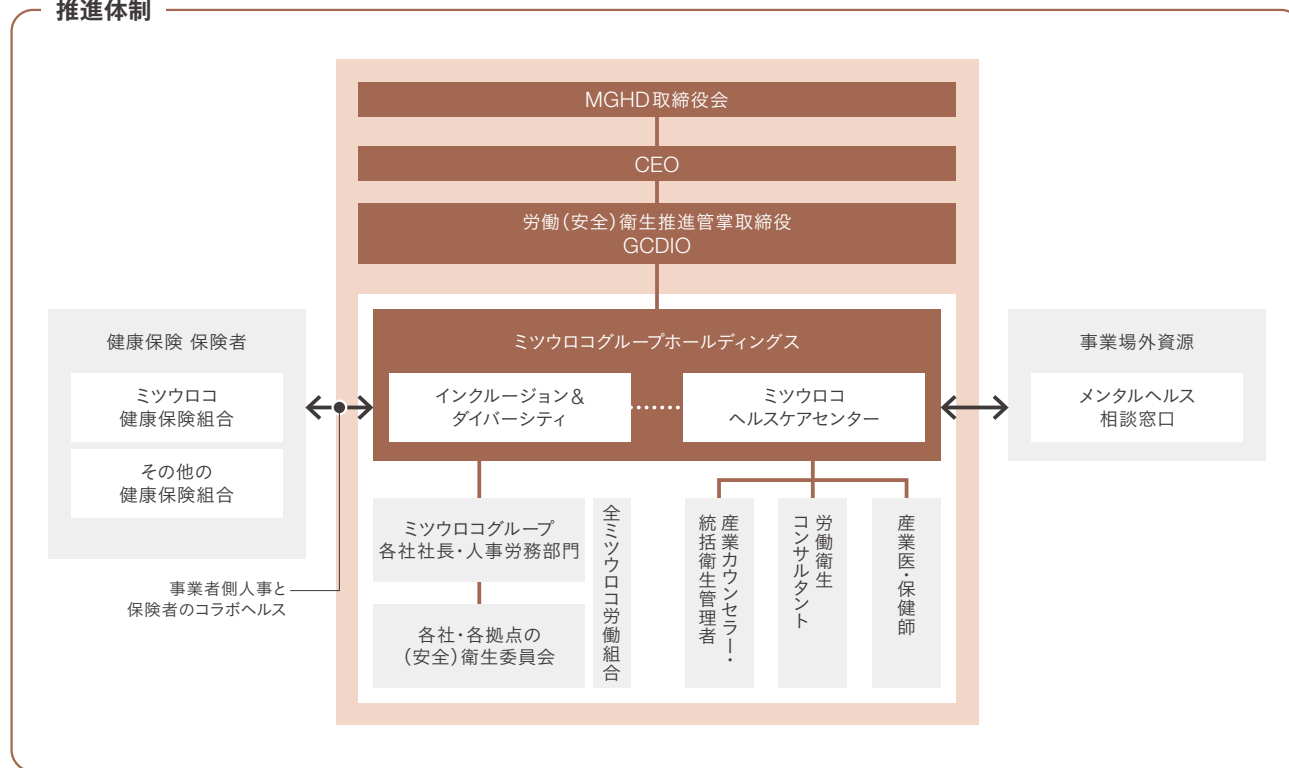 推進体制
MGHD取締役会
CEO
労働(安全)衛生推進管掌取締役
GCDIO
健康保険 保険者
ミツウロコ
健康保険組合
その他の
健康保険組合
事業者側人事と
保険者のコラボヘルス
ミツウロコグループホールディングス
インクルージョン&
ダイバーシティ
ミツウロコ
ヘルスケアセンター
事業場外資源
メンタルヘルス
相談窓口
ミツウロコグループ
各社社長・人事労務部門
各社・各拠点の
(安全)衛生委員会
全ミツウロコ労働組合
産業カウンセラー・
統括衛生管理者
労働衛生
コンサルタント
産業医・保健師